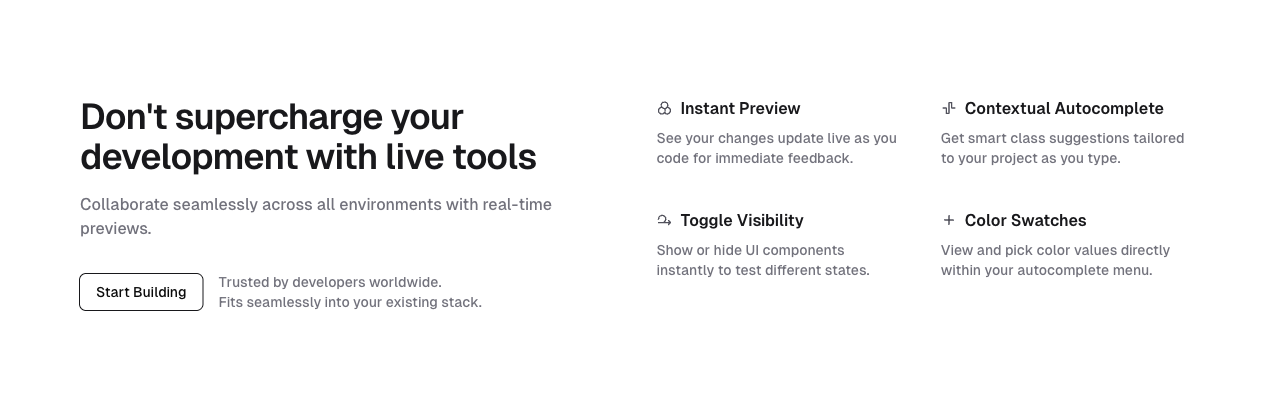 Don't supercharge your
development with live tools
Collaborate seamlessly across all environments with real-time
previews.
Start Building
Trusted by developers worldwide.
Fits seamlessly into your existing stack.
Instant Preview
See your changes update live as you
code for immediate feedback.
Contextual Autocomplete
Get smart class suggestions tailored
to your project as you type.
Toggle Visibility
Show or hide UI components
instantly to test different states.
Color Swatches
View and pick color values directly
within your autocomplete menu.